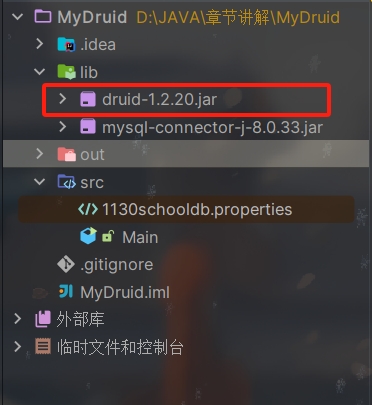 MyDruid D:\JAVA\章节讲解\MyDruid
.idea
lib
druid-1.2.20.jar
mysql-connector-j-8.0.33.jar
out
src
1130schooldb.properties
Main
.gitignore
MyDruid.iml
外部库
临时文件和控制台